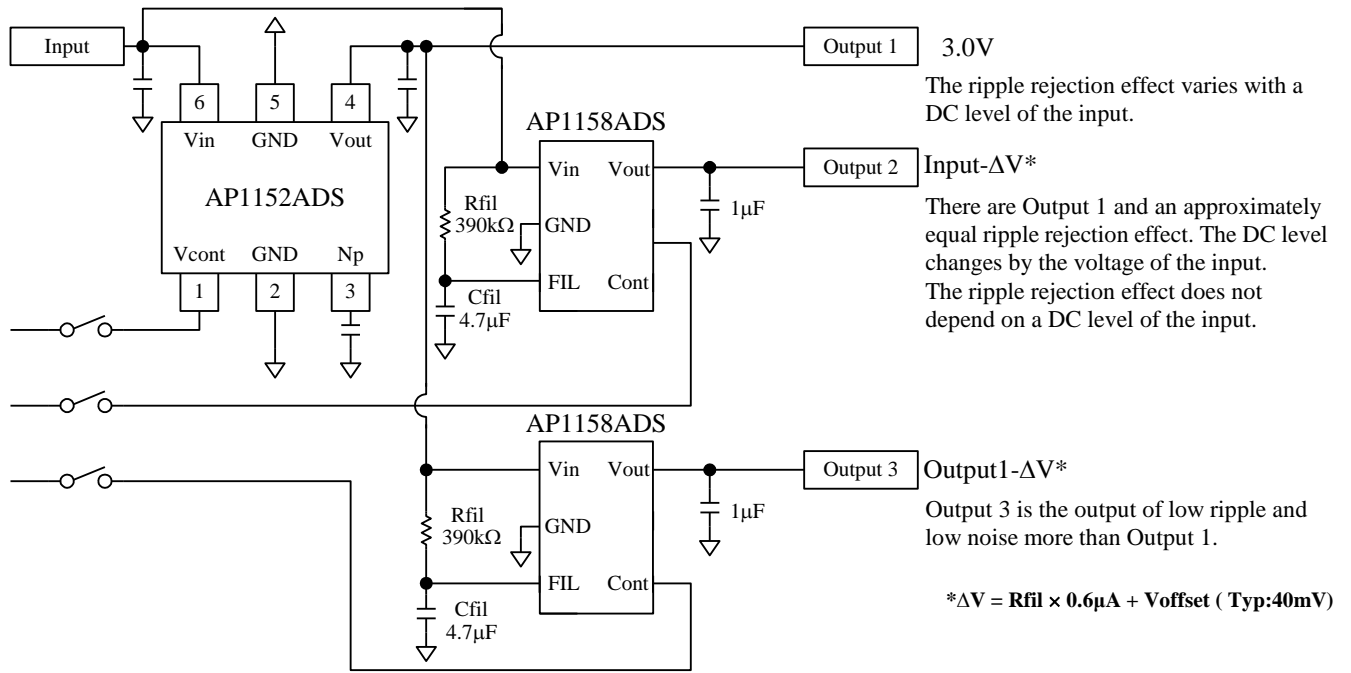 Input
Output 1
3.0V
The ripple rejection effect varies with a
DC level of the input.
6
5
4
Vin
GND
Vout
AP1152ADS
Vcont
GND
Np
1
2
3
AP1158ADS
Vin
Vout
GND
FIL
Cont
Rfil
390kΩ
Cfil
4.7μF
1μF
Output 2
Input-ΔV*
There are Output 1 and an approximately
equal ripple rejection effect. The DC level
changes by the voltage of the input.
The ripple rejection effect does not
depend on a DC level of the input.
AP1158ADS
Vin
Vout
GND
FIL
Cont
Rfil
390kΩ
Cfil
4.7μF
1μF
Output 3
Output1-ΔV*
Output 3 is the output of low ripple and
low noise more than Output 1.
*ΔV = Rfil × 0.6μA + Voffset ( Typ:40mV)